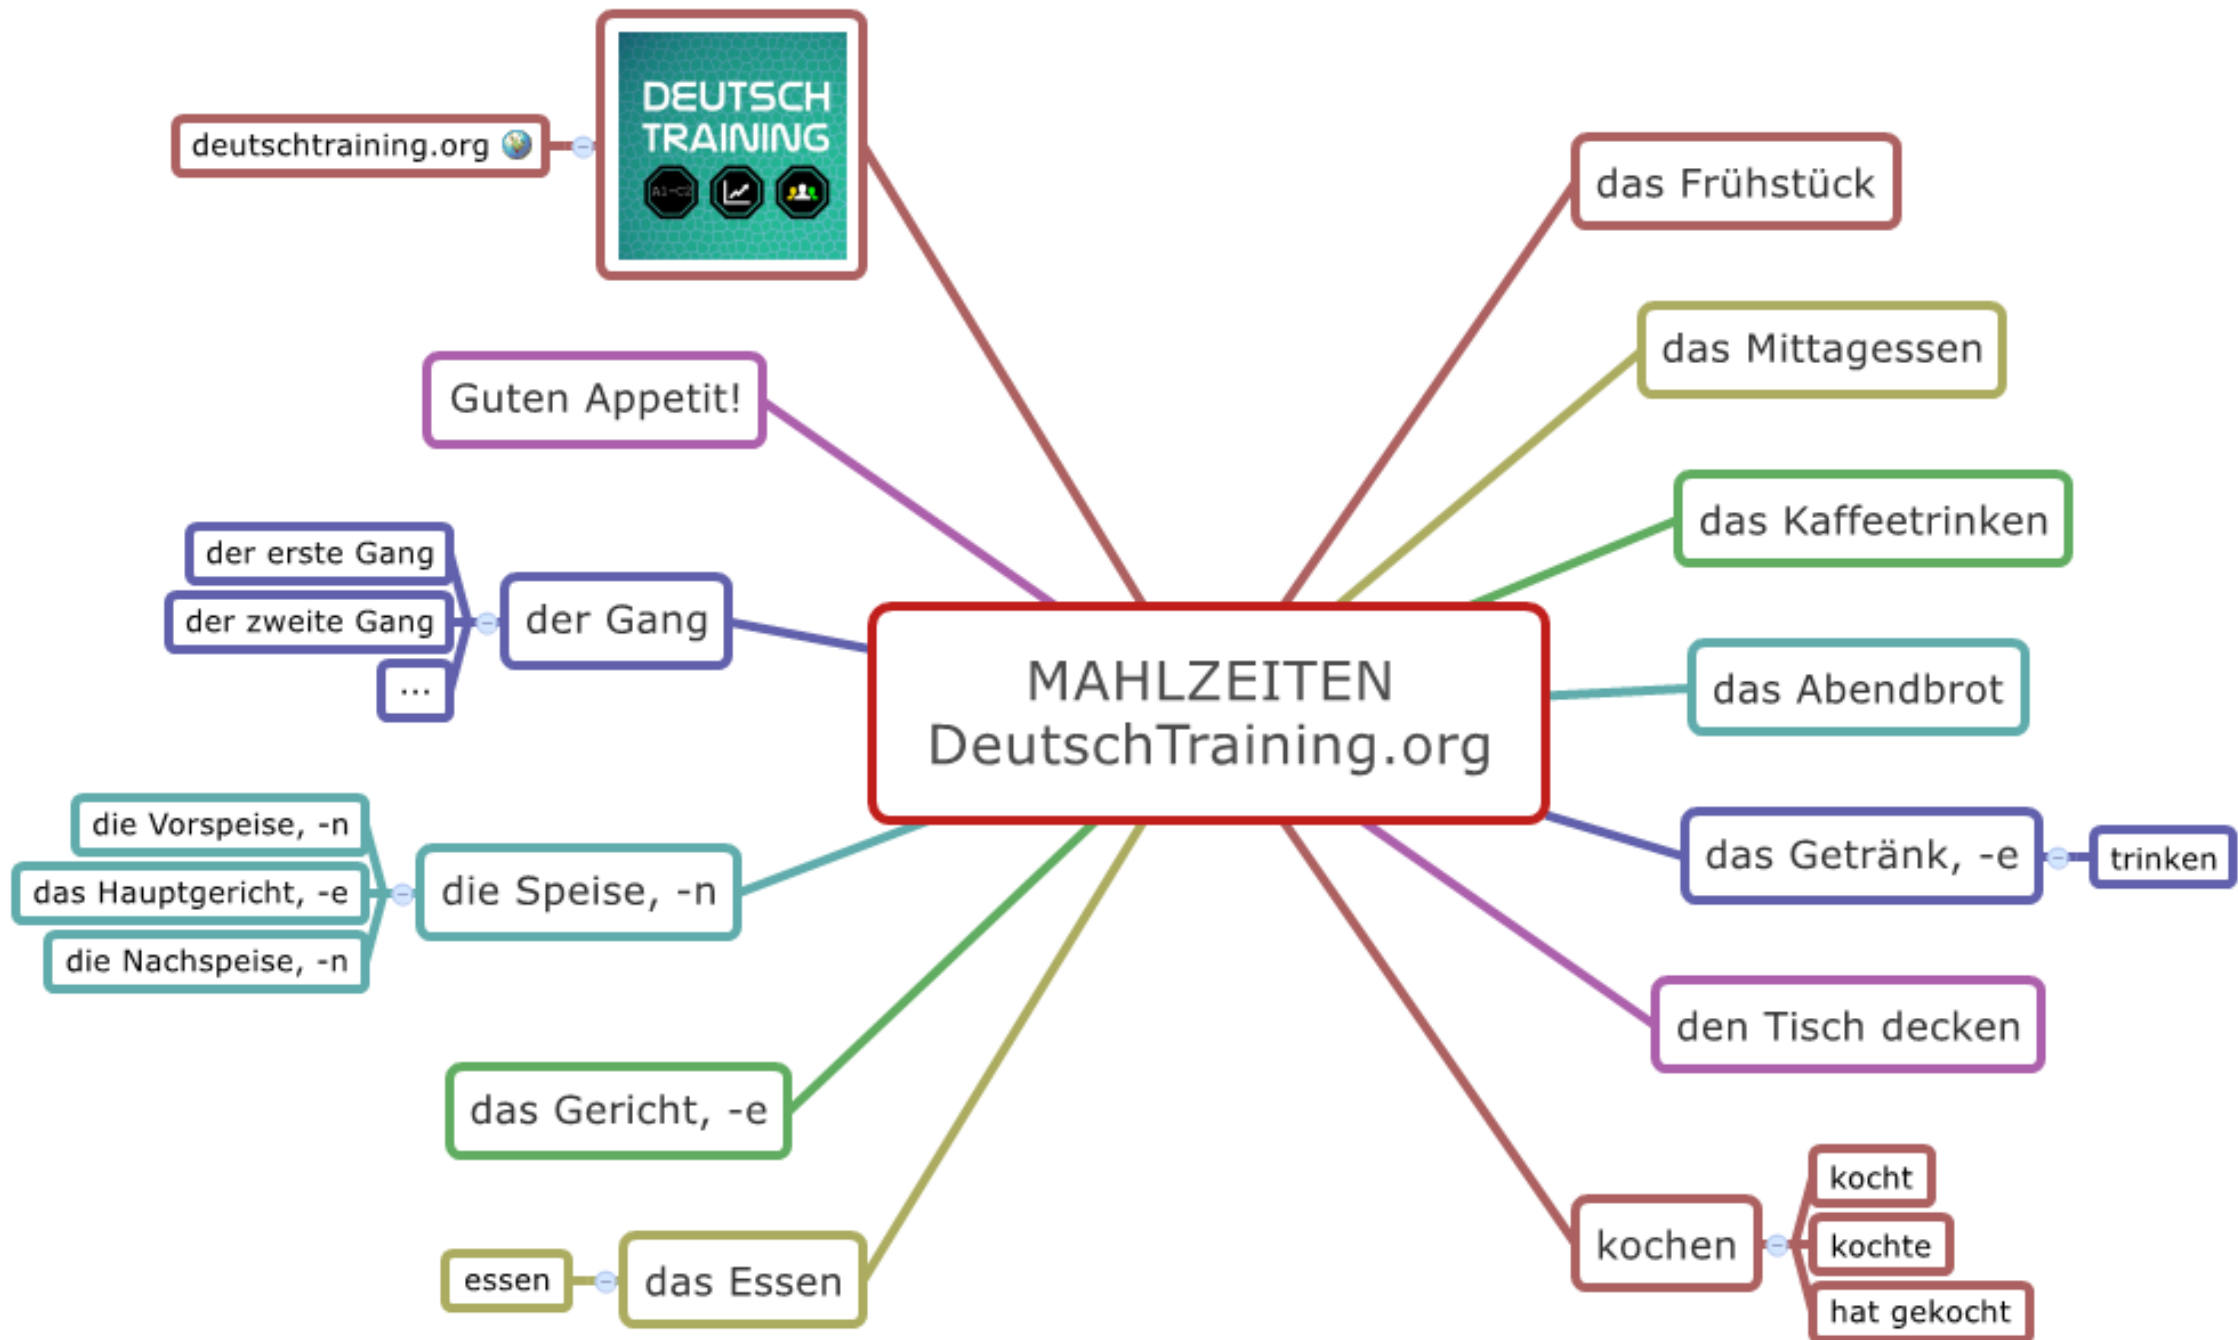 MAHLZEITEN
DeutschTraining.org
das Frühstück
das Mittagessen
das Kaffeetrinken
das Abendbrot
das Getränk, -e
trinken
den Tisch decken
kochen
kocht
kochte
hat gekocht
DEUTSCH
TRAINING
A1-C2
deutschtraining.org
Guten Appetit!
der Gang
der erste Gang
der zweite Gang
...
die Speise, -n
die Vorspeise, -n
das Hauptgericht, -e
die Nachspeise, -n
das Gericht, -e
das Essen
essen